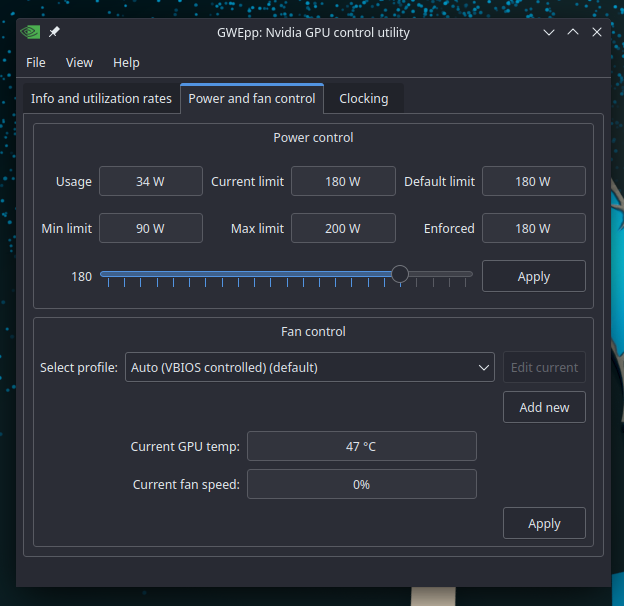 GWEpp: Nvidia GPU control utility
File View Help
Info and utilization rates Power and fan control Clocking
Power control
Usage 34 W Current limit 180 W Default limit 180 W
Min limit 90 W Max limit 200 W Enforced 180 W
180 Apply
Fan control
Select profile: Auto (VBIOS controlled) (default) Edit current
Add new
Current GPU temp: 47 °C
Current fan speed: 0%
Apply